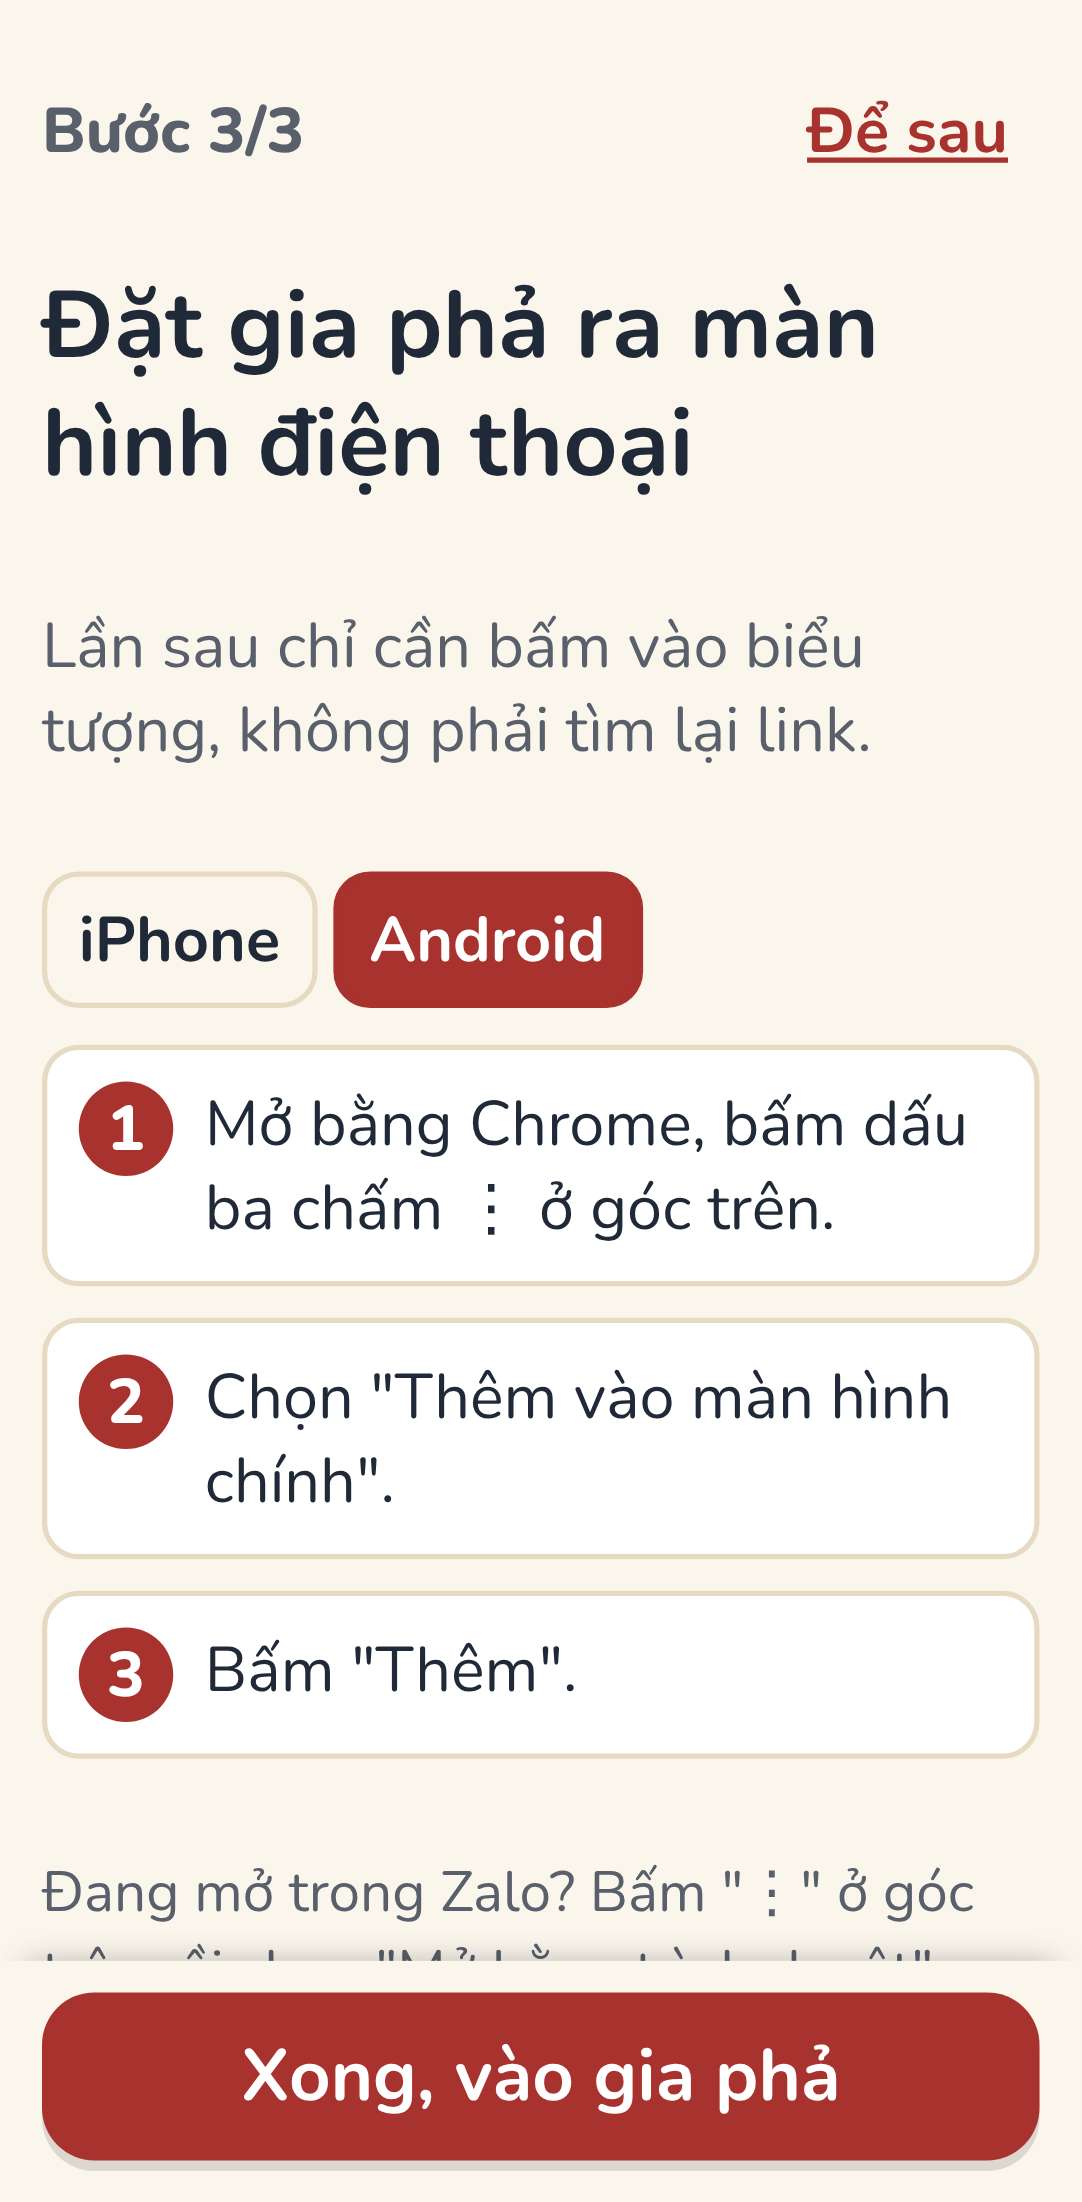 Bước 3/3
Để sau
Đặt gia phả ra màn
hình điện thoại
Lần sau chỉ cần bấm vào biểu
tượng, không phải tìm lại link.
iPhone
Android
1
Mở bằng Chrome, bấm dấu
ba chấm ⋮ ở góc trên.
2
Chọn "Thêm vào màn hình
chính".
3
Bấm "Thêm".
Đang mở trong Zalo? Bấm "⋮" ở góc
Xong, vào gia phả